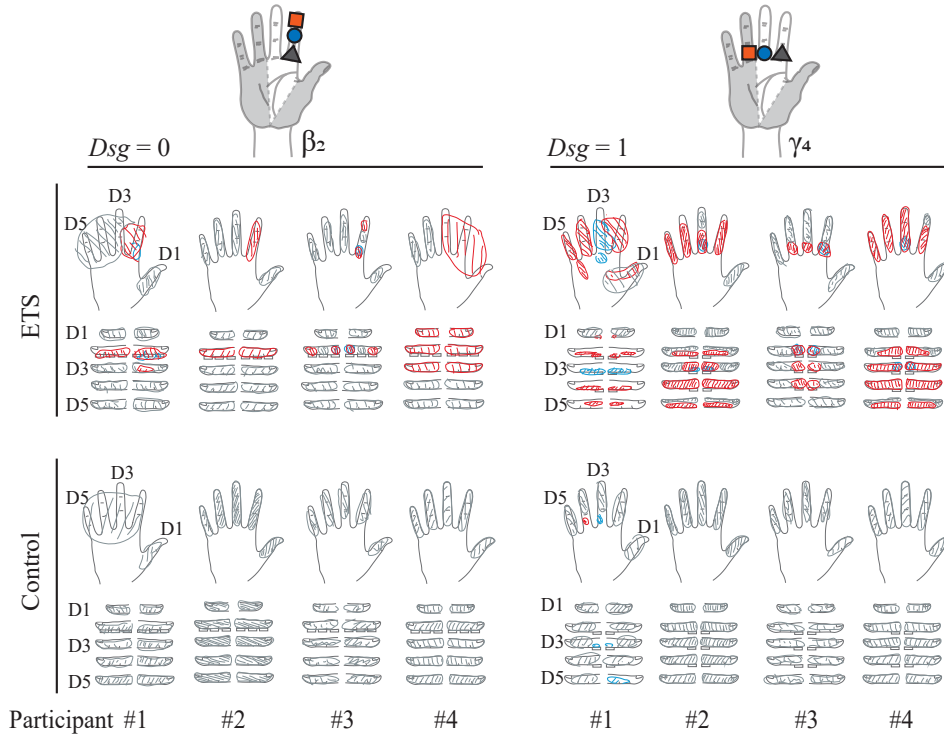 Dsg = 0
β₂
Dsg = 1
γ₄
ETS
D3
D5
D1
D1
D3
D5
D3
D5
D1
D1
D3
D5
Control
D3
D5
D1
D1
D3
D5
D3
D5
D1
D1
D3
D5
Participant #1 #2 #3 #4 #1 #2 #3 #4